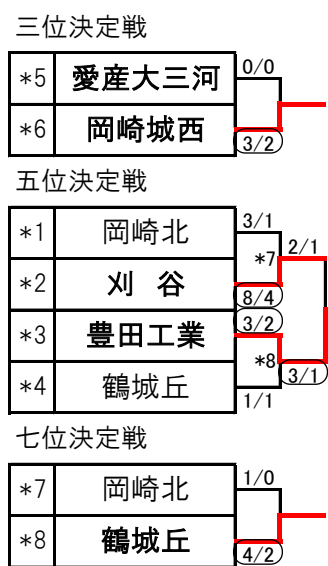 三位決定戦
*5 愛産大三河 0/0
*6 岡崎城西 3/2
五位決定戦
*1 岡崎北 3/1
*7 2/1
*2 刈 谷 8/4
*3 豊田工業 3/2
*8 3/1
*4 鶴城丘 1/1
七位決定戦
*7 岡崎北 1/0
*8 鶴城丘 4/2